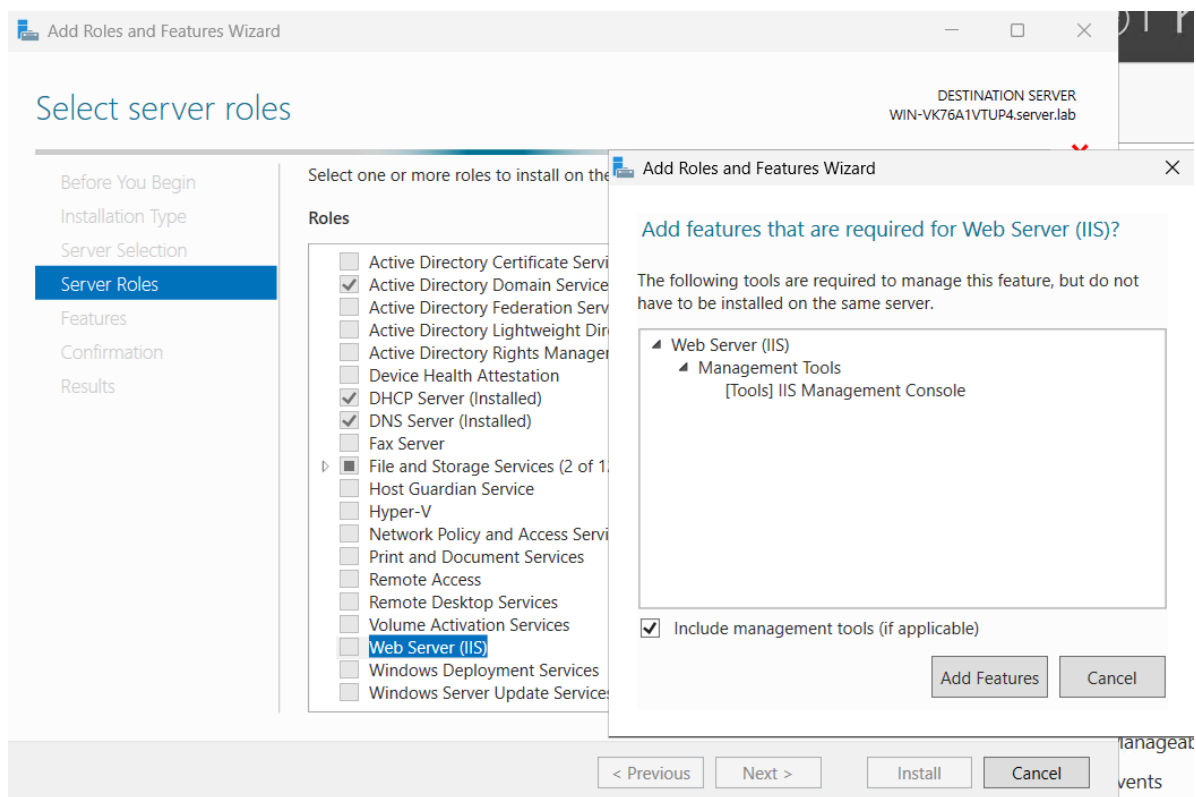 Add Roles and Features Wizard
Select server roles
DESTINATION SERVER
WIN-VK76A1VTUP4.server.lab
Before You Begin
Installation Type
Server Selection
Server Roles
Features
Confirmation
Results
Select one or more roles to install on the
Roles
Active Directory Certificate Servi
Active Directory Domain Service
Active Directory Federation Serv
Active Directory Lightweight Dir
Active Directory Rights Manager
Device Health Attestation
DHCP Server (Installed)
DNS Server (Installed)
Fax Server
File and Storage Services (2 of 12
Host Guardian Service
Hyper-V
Network Policy and Access Servi
Print and Document Services
Remote Access
Remote Desktop Services
Volume Activation Services
Web Server (IIS)
Windows Deployment Services
Windows Server Update Services
Add Roles and Features Wizard
Add features that are required for Web Server (IIS)?
The following tools are required to manage this feature, but do not
have to be installed on the same server.
Web Server (IIS)
Management Tools
[Tools] IIS Management Console
Include management tools (if applicable)
Add Features
Cancel
< Previous
Next >
Install
Cancel